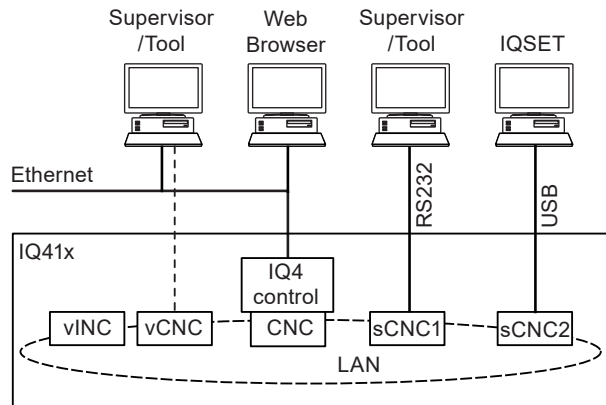 Supervisor
/Tool
Web
Browser
Supervisor
/Tool
IQSET
Ethernet
RS232
USB
IQ41x
IQ4
control
vINC
vCNC
CNC
sCNC1
sCNC2
LAN